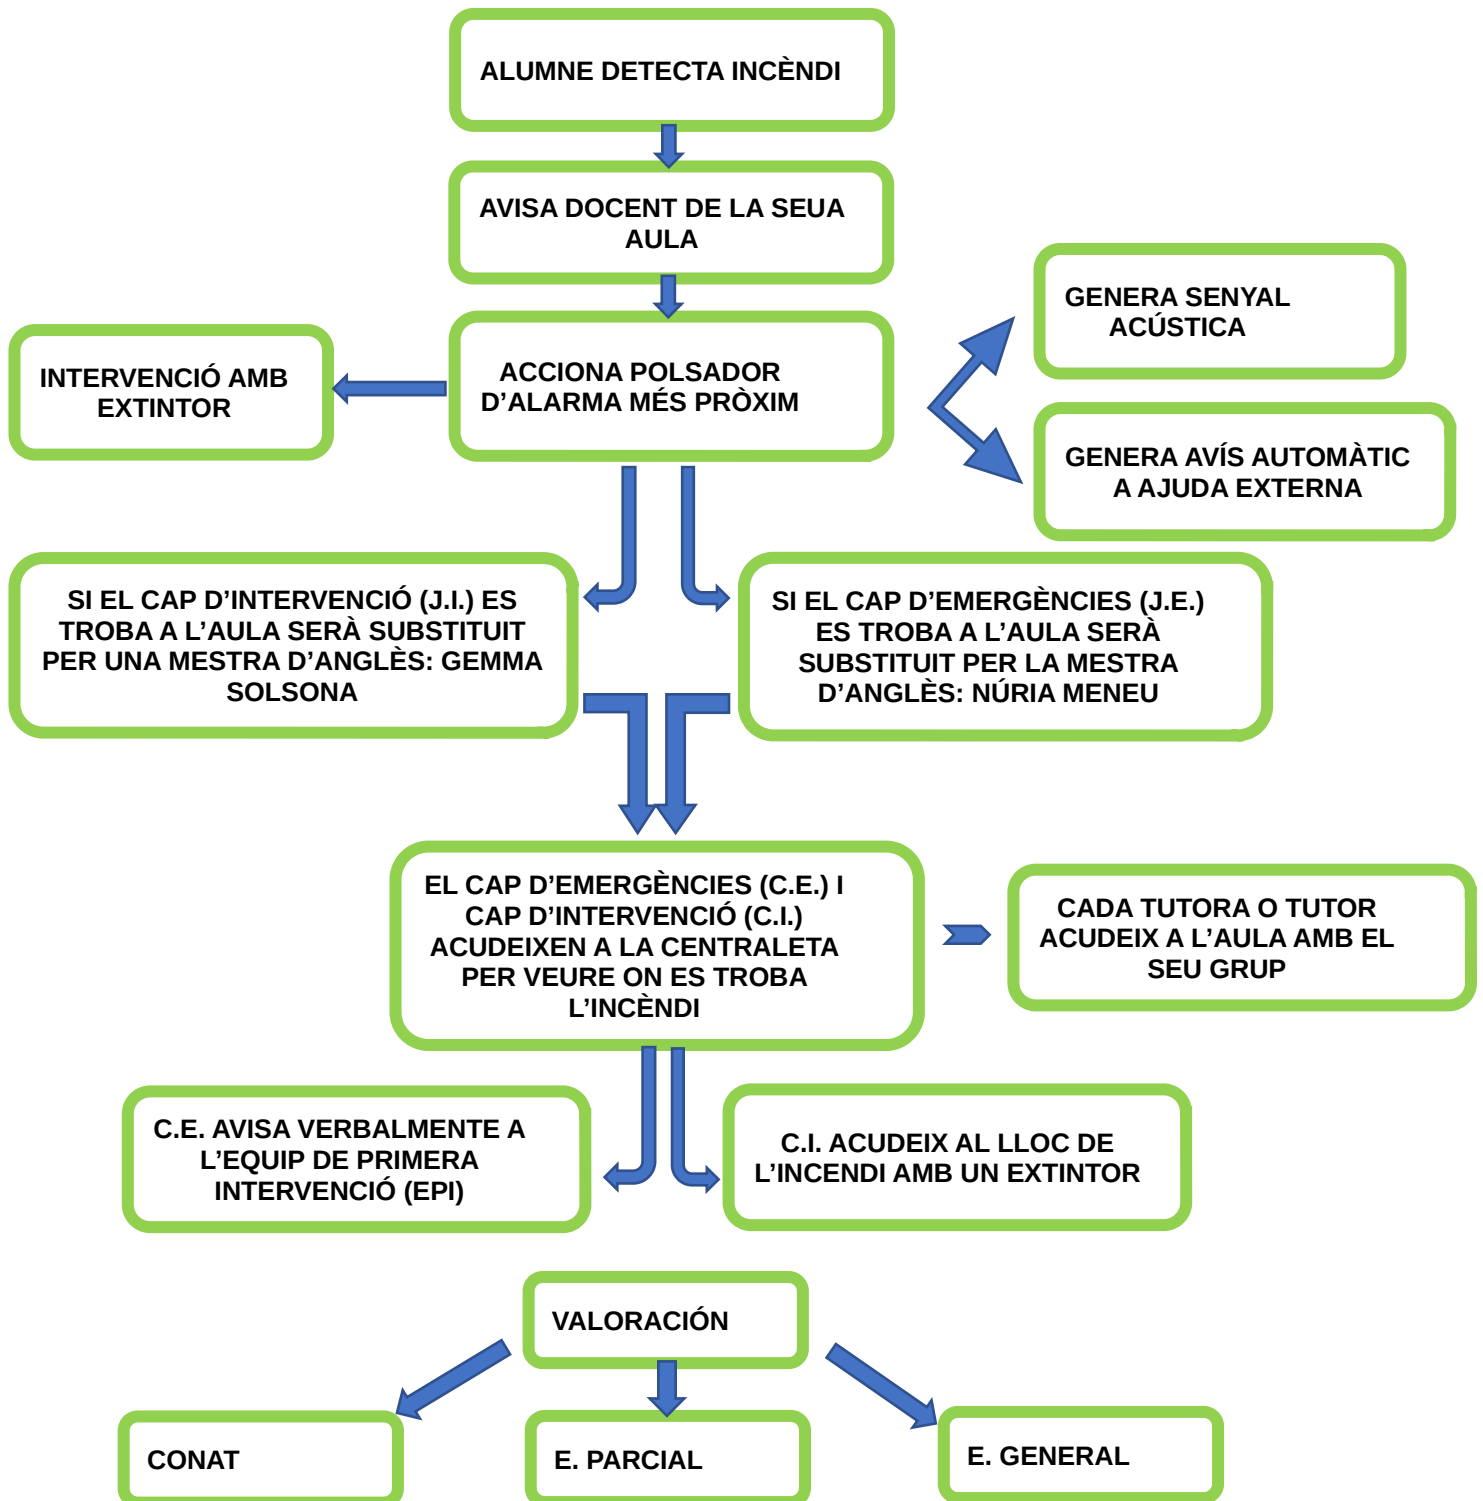 ALUMNE DETECTA INCÈNDI
AVISA DOCENT DE LA SEUA
AULA
GENERA SENYAL
ACÚSTICA
INTERVENCIÓ AMB
EXTINTOR
ACCIONA POLSADOR
D’ALARMA MÉS PRÒXIM
GENERA AVÍS AUTOMÀTIC
A AJUDA EXTERNA
SI EL CAP D’INTERVENCIÓ (J.I.) ES
TROBA A L’AULA SERÀ SUBSTITUIT
PER UNA MESTRA D’ANGLÈS: GEMMA
SOLSONA
SI EL CAP D’EMERGÈNCIES (J.E.)
ES TROBA A L’AULA SERÀ
SUBSTITUIT PER LA MESTRA
D’ANGLÈS: NÚRIA MENEU
EL CAP D’EMERGÈNCIES (C.E.) I
CAP D’INTERVENCIÓ (C.I.)
ACUDEIXEN A LA CENTRALETA
PER VEURE ON ES TROBA
L’INCÈNDI
CADA TUTORA O TUTOR
ACUDEIX A L’AULA AMB EL
SEU GRUP
C.E. AVISA VERBALMENTE A
L’EQUIP DE PRIMERA
INTERVENCIÓ (EPI)
C.I. ACUDEIX AL LLOC DE
L’INCENDI AMB UN EXTINTOR
VALORACIÓN
CONAT
E. PARCIAL
E. GENERAL